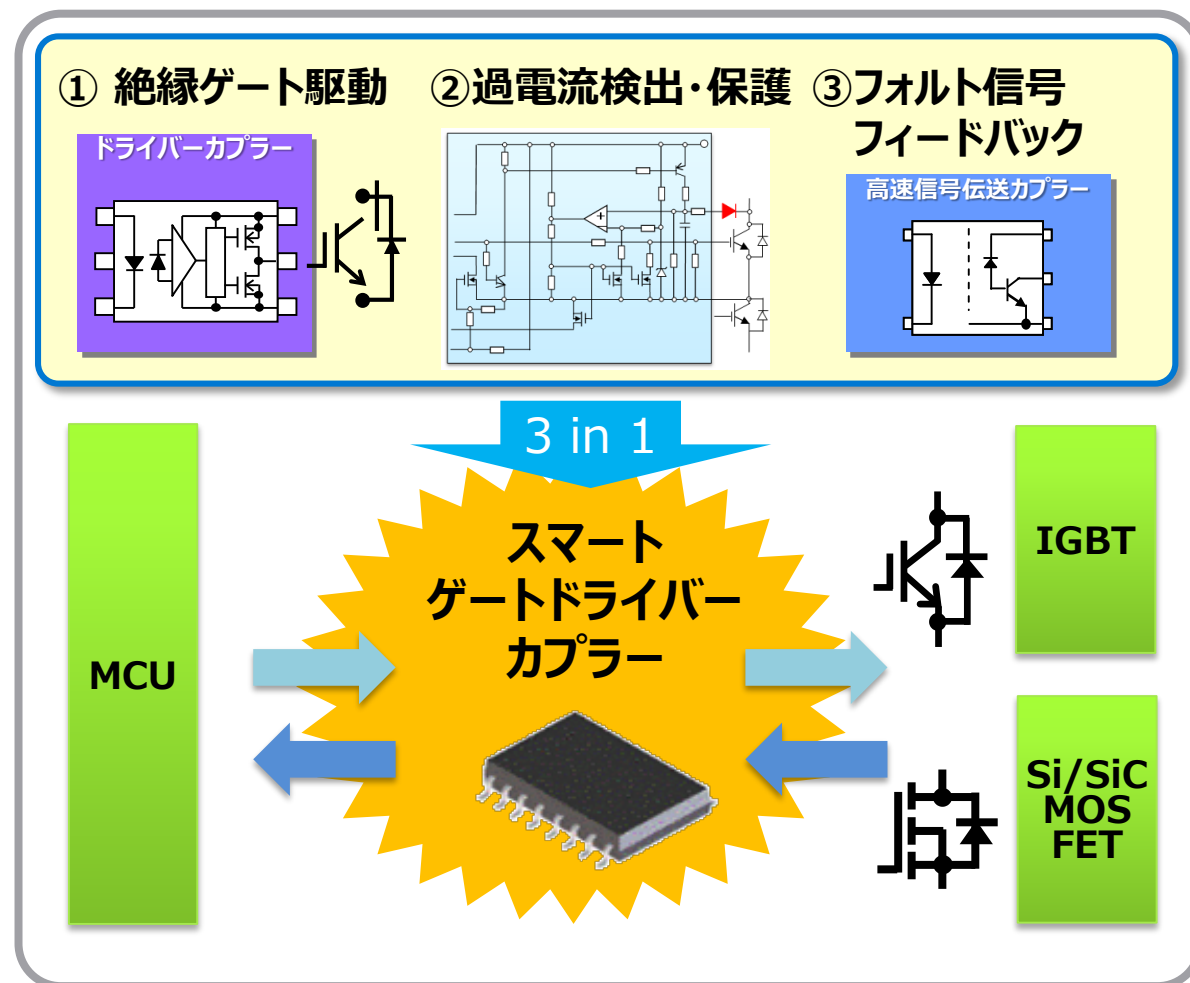 ① 絶縁ゲート駆動
②過電流検出・保護
③フォルト信号
フィードバック
ドライバーカプラー
高速信号伝送カプラー
3 in 1
スマート
ゲートドライバー
カプラー
MCU
IGBT
Si/SiC
MOS
FET